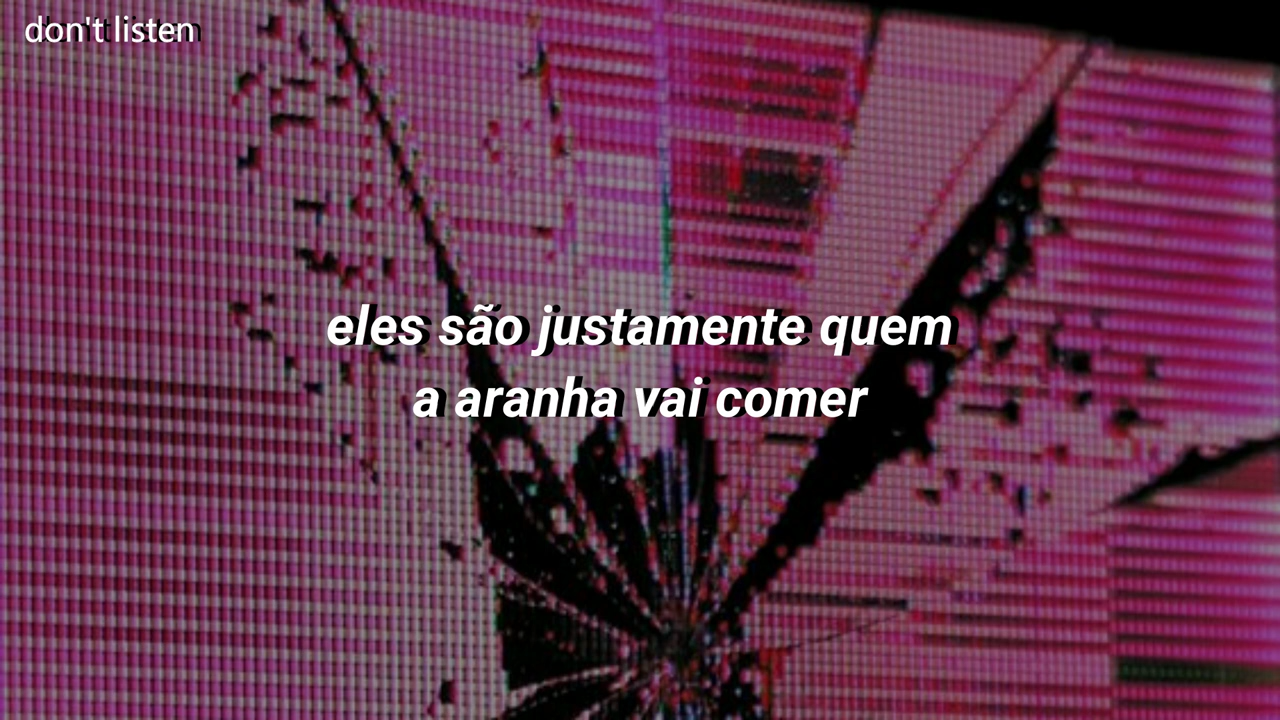 don't listen
eles são justamente quem
a aranha vai comer